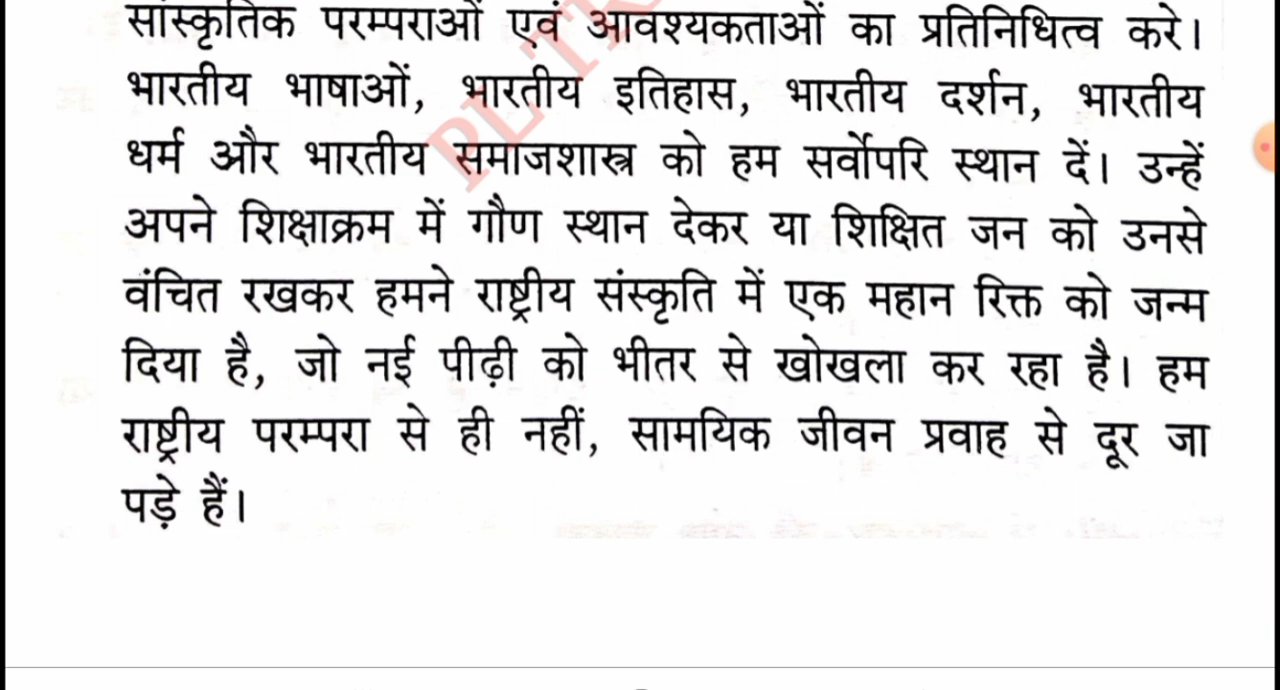 सांस्कृतिक परम्पराओं एवं आवश्यकताओं का प्रतिनिधित्व करे।
भारतीय भाषाओं, भारतीय इतिहास, भारतीय दर्शन, भारतीय
धर्म और भारतीय समाजशास्त्र को हम सर्वोपरि स्थान दें। उन्हें
अपने शिक्षाक्रम में गौण स्थान देकर या शिक्षित जन को उनसे
वंचित रखकर हमने राष्ट्रीय संस्कृति में एक महान रिक्त को जन्म
दिया है, जो नई पीढ़ी को भीतर से खोखला कर रहा है। हम
राष्ट्रीय परम्परा से ही नहीं, सामयिक जीवन प्रवाह से दूर जा
पड़े हैं।